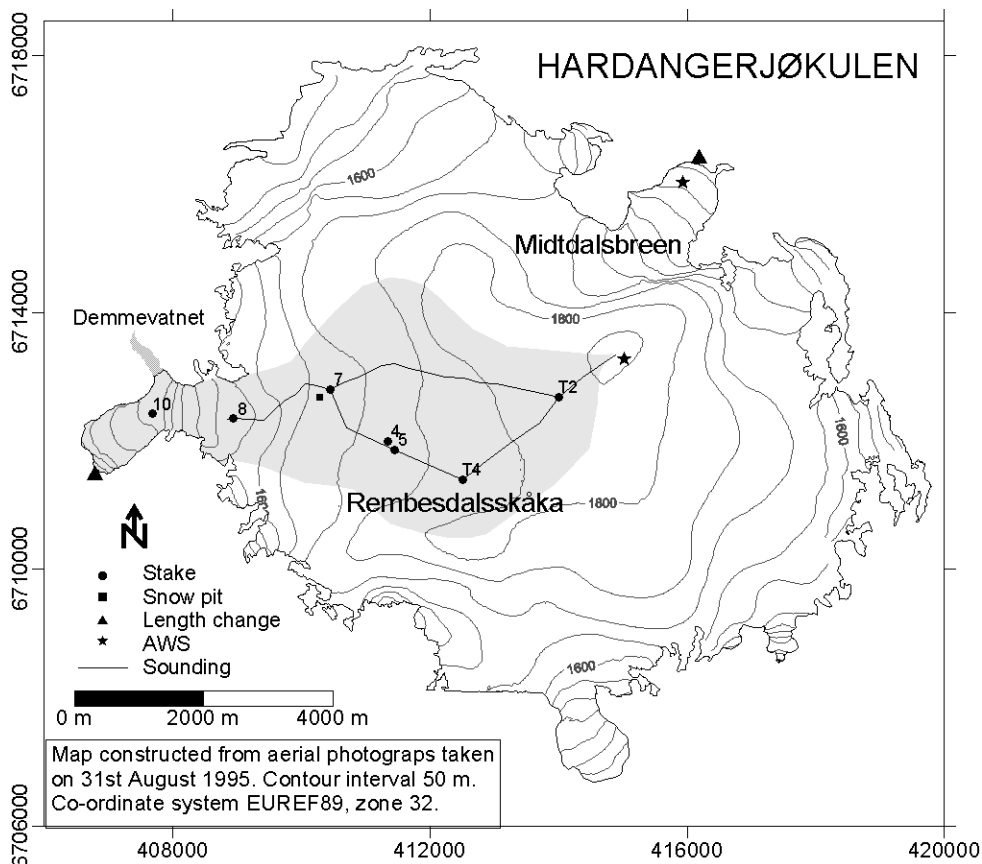 HARDANGERJØKULEN
6718000
1600
Midtdalsbreen
6714000
1800
Demmevatnet
7
T2
10
8
4
5
1600
T4
Rembesdalsskåka
1800
1600
N
6710000
Stake
Snow pit
Length change
AWS
Sounding
1600
0 m 2000 m 4000 m
Map constructed from aerial photograps taken
on 31st August 1995. Contour interval 50 m.
Co-ordinate system EUREF89, zone 32.
6706000
408000 412000 416000 420000